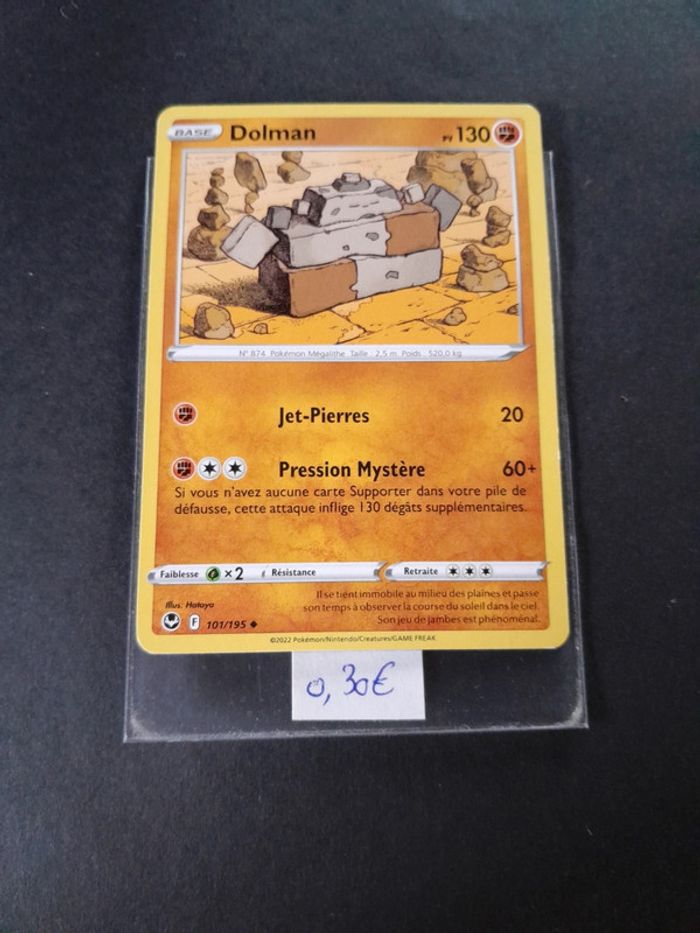 BASE Dolman PV 130
N° 874 Pokémon Mégalithe Taille : 2,5 m Poids : 520,0 kg
Jet-Pierres 20
Pression Mystère 60+
Si vous n'avez aucune carte Supporter dans votre pile de
défausse, cette attaque inflige 130 dégâts supplémentaires.
Faiblesse ×2 Résistance Retraite
Il se tient immobile au milieu des plaines et passe
son temps à observer la course du soleil dans le ciel.
Son jeu de jambes est phénoménal.
Illus. Hataya
F 101/195
©2022 Pokémon/Nintendo/Creatures/GAME FREAK
0,30€